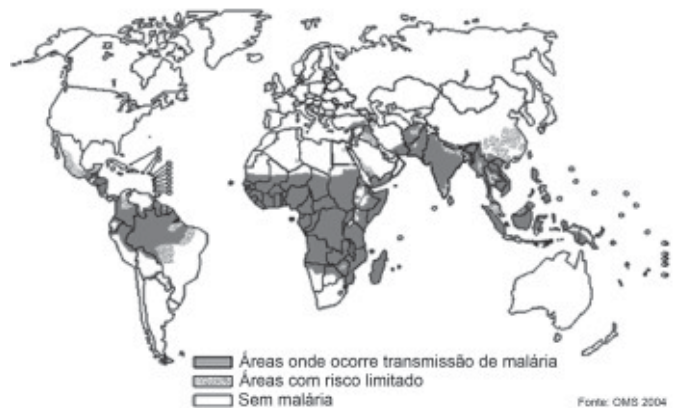 Áreas onde ocorre transmissão de malária
Áreas com risco limitado
Sem malária
Fonte: OMS 2004